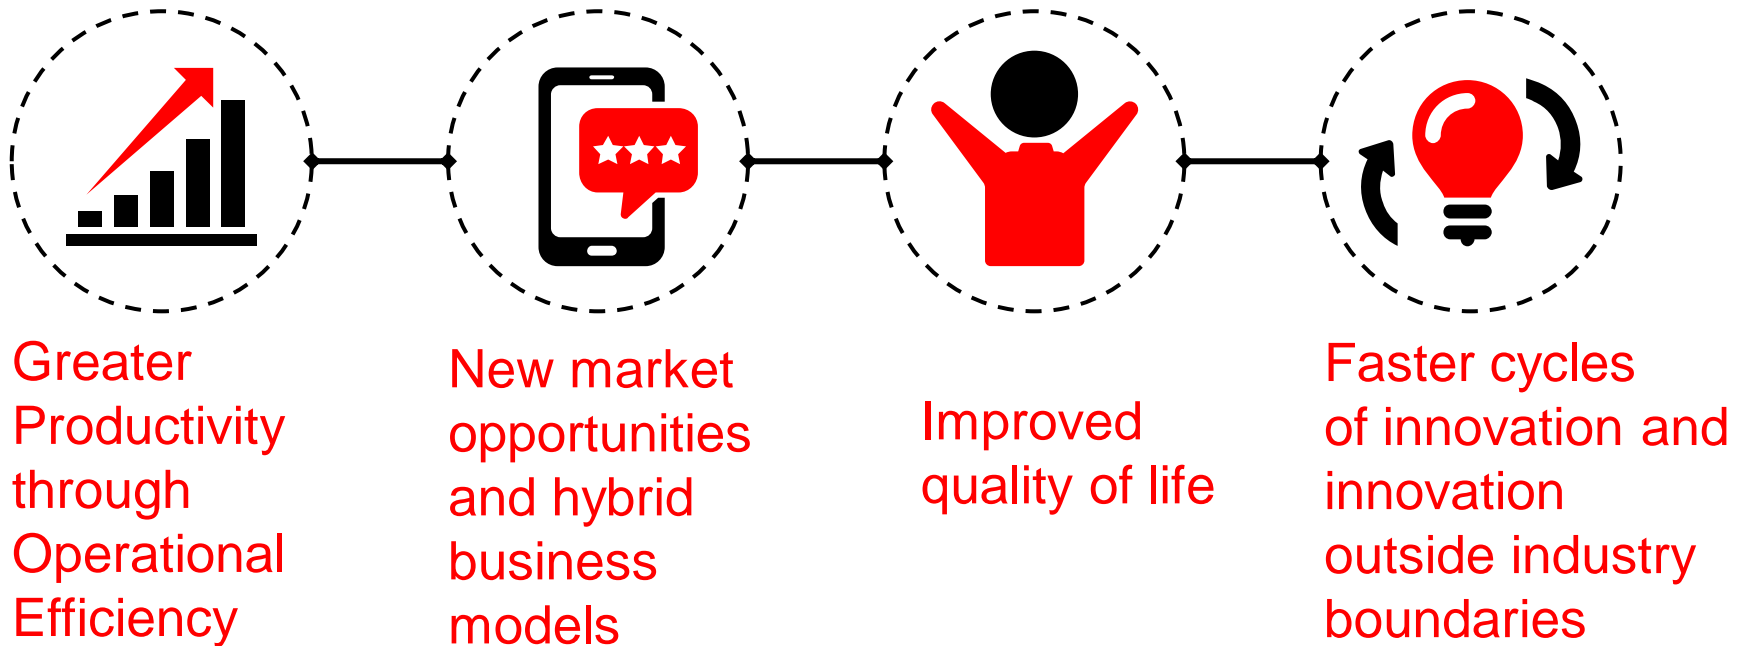 Greater
Productivity
through
Operational
Efficiency
New market
opportunities
and hybrid
business
models
Improved
quality of life
Faster cycles
of innovation and
innovation
outside industry
boundaries